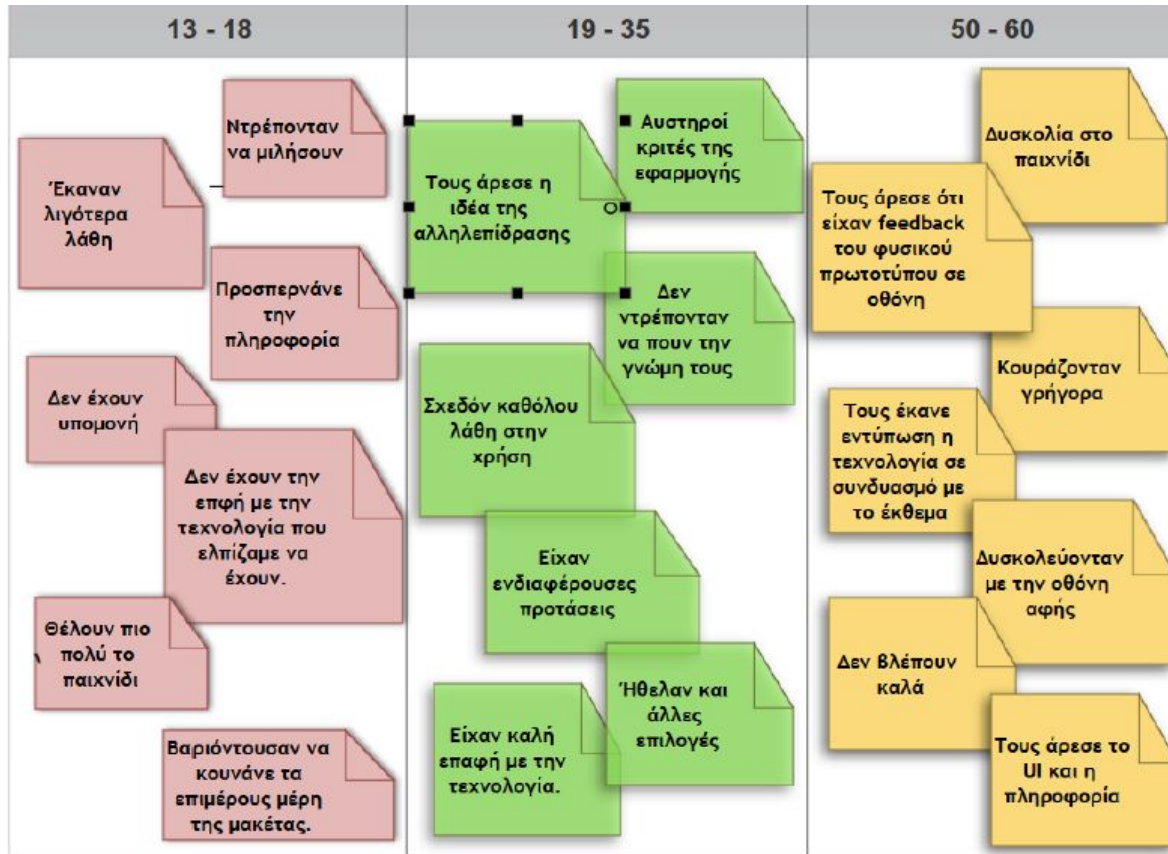 13 - 18
19 - 35
50 - 60
Ντρέπονταν
να μιλήσουν
Έκαναν
λιγότερα
λάθη
Προσπερνάνε
την
πληροφορία
Δεν έχουν
υπομονή
Δεν έχουν την
επφή με την
τεχνολογία που
ελπίζαμε να
έχουν.
Θέλουν πιο
πολύ το
παιχνίδι
Βαριόντουσαν να
κουνάνε τα
επιμέρους μέρη
της μακέτας.
Αυστηροί
κριτές της
εφαρμογής
Τους άρεσε η
ιδέα της
αλληλεπίδρασης
Δεν
ντρέπονταν
να πουν την
γνώμη τους
Σχεδόν καθόλου
λάθη στην
χρήση
Είχαν
ενδιαφέρουσες
προτάσεις
Ήθελαν και
άλλες
επιλογές
Είχαν καλή
επαφή με την
τεχνολογία.
Δυσκολία στο
παιχνίδι
Τους άρεσε ότι
είχαν feedback
του φυσικού
πρωτοτύπου σε
οθόνη
Κουράζονταν
γρήγορα
Τους έκανε
εντύπωση η
τεχνολογία σε
συνδυασμό με
το έκθεμα
Δυσκολεύονταν
με την οθόνη
αφής
Δεν βλέπουν
καλά
Τους άρεσε το
UI και η
πληροφορία